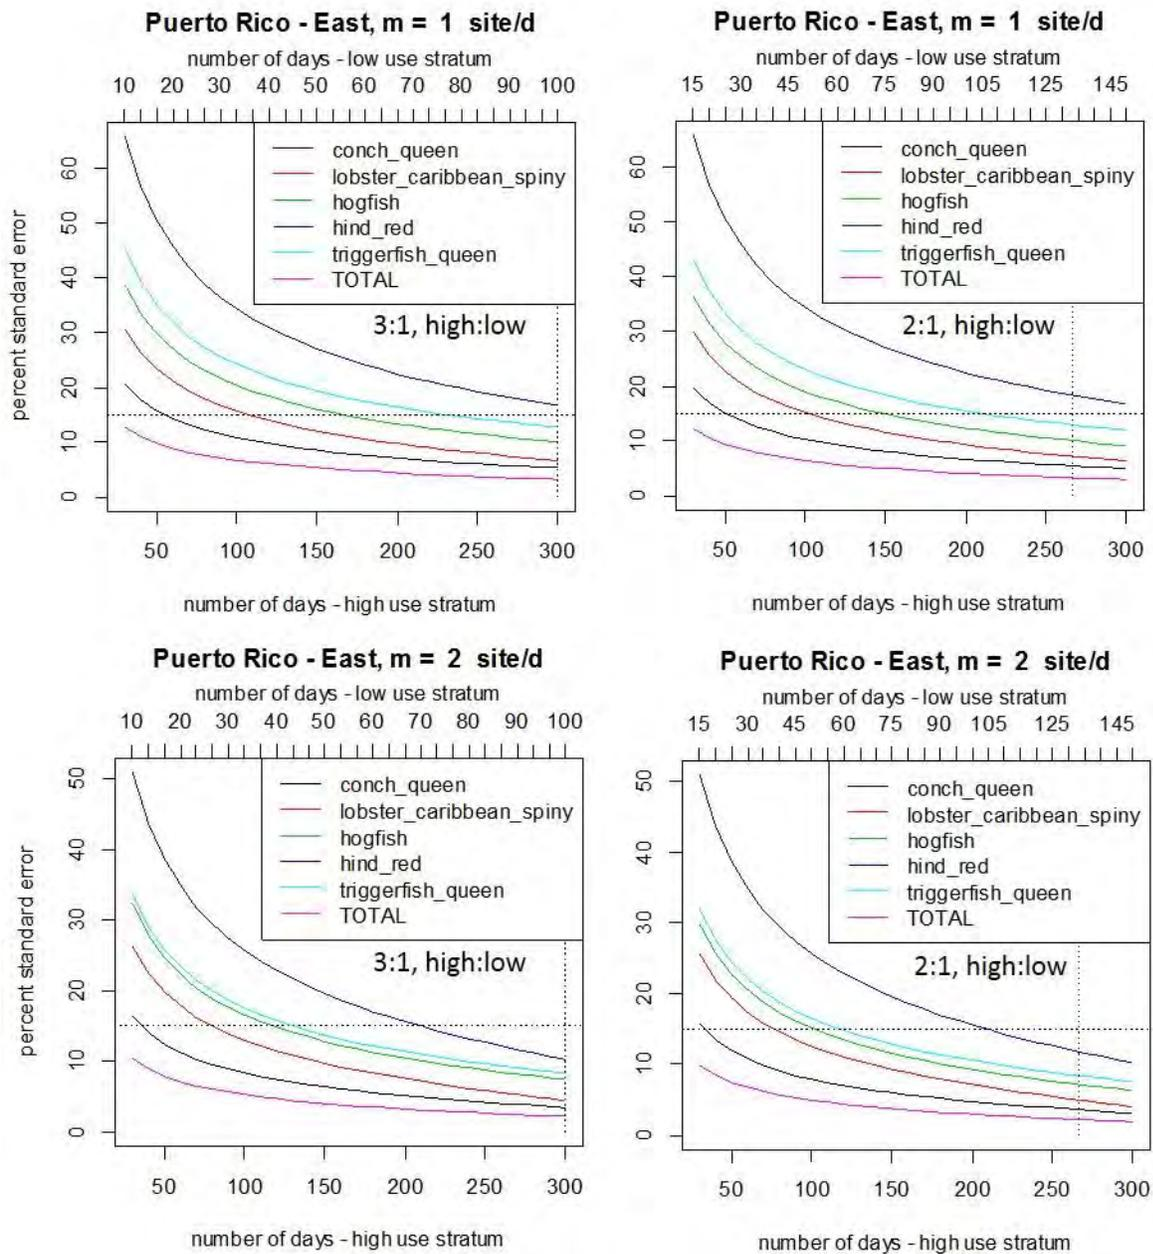 Puerto Rico - East, m = 1 site/d
number of days - low use stratum
10 20 30 40 50 60 70 80 90 100
conch_queen
lobster_caribbean_spiny
hogfish
hind_red
triggerfish_queen
TOTAL
3:1, high:low
percent standard error
60
50
40
30
20
10
0
50 100 150 200 250 300
number of days - high use stratum
Puerto Rico - East, m = 1 site/d
number of days - low use stratum
15 30 45 60 75 90 105 125 145
conch_queen
lobster_caribbean_spiny
hogfish
hind_red
triggerfish_queen
TOTAL
2:1, high:low
60
50
40
30
20
10
0
50 100 150 200 250 300
number of days - high use stratum
Puerto Rico - East, m = 2 site/d
number of days - low use stratum
10 20 30 40 50 60 70 80 90 100
conch_queen
lobster_caribbean_spiny
hogfish
hind_red
triggerfish_queen
TOTAL
3:1, high:low
percent standard error
50
40
30
20
10
0
50 100 150 200 250 300
number of days - high use stratum
Puerto Rico - East, m = 2 site/d
number of days - low use stratum
15 30 45 60 75 90 105 125 145
conch_queen
lobster_caribbean_spiny
hogfish
hind_red
triggerfish_queen
TOTAL
2:1, high:low
50
40
30
20
10
0
50 100 150 200 250 300
number of days - high use stratum